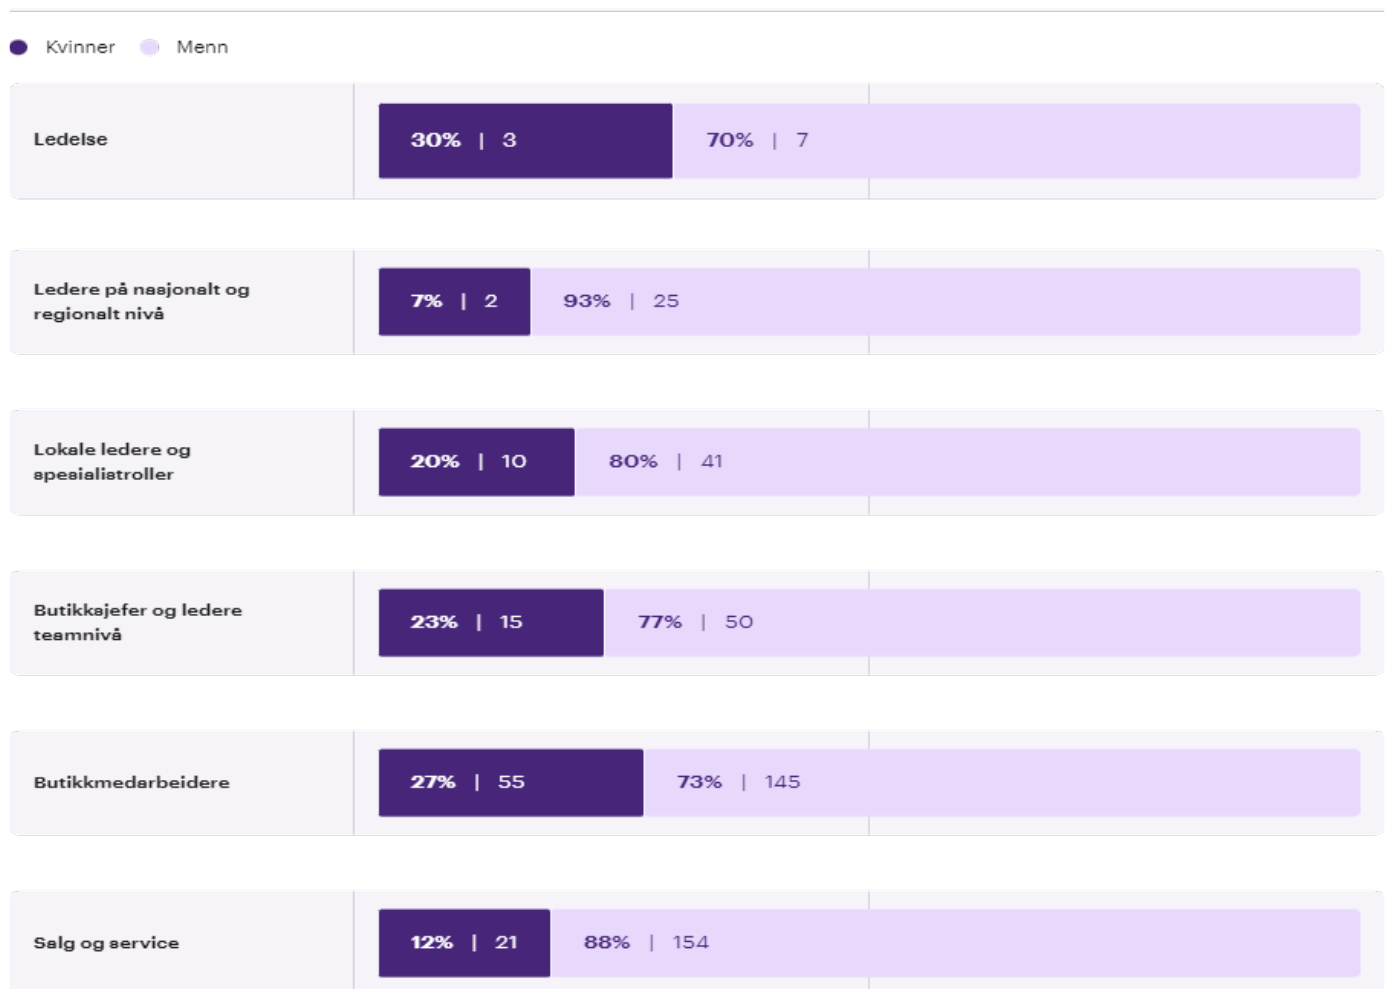 Kvinner Menn
Ledelse
30% | 3 70% | 7
Ledere på nasjonalt og
regionalt nivå
7% | 2 93% | 25
Lokale ledere og
spesialistroller
20% | 10 80% | 41
Butikksjefer og ledere
teamnivå
23% | 15 77% | 50
Butikkmedarbeidere
27% | 55 73% | 145
Salg og service
12% | 21 88% | 154